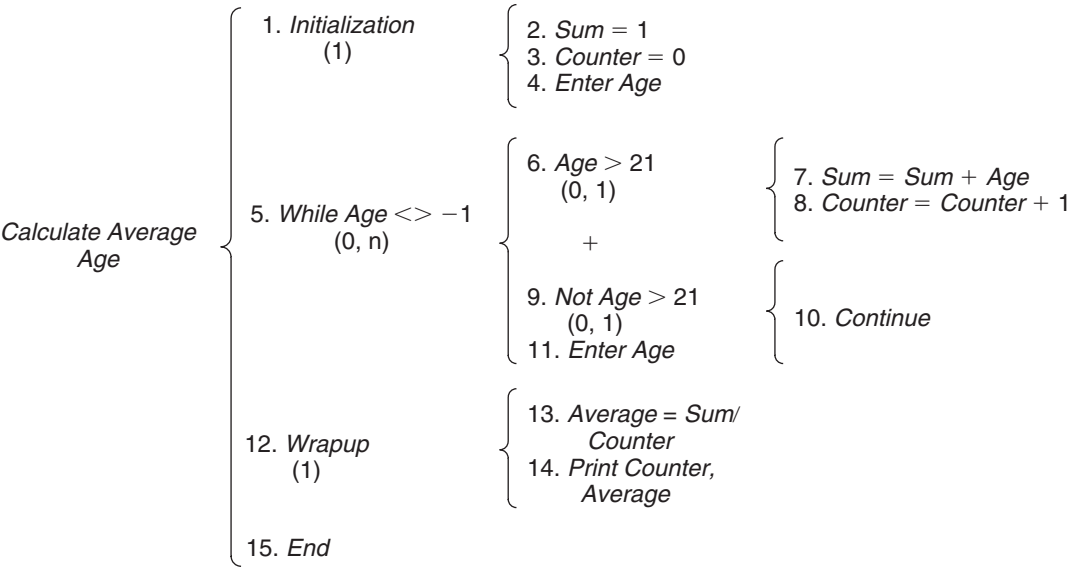 Calculate Average
Age
1. Initialization
(1)
2. Sum = 1
3. Counter = 0
4. Enter Age
5. While Age <> −1
(0, n)
6. Age > 21
(0, 1)
7. Sum = Sum + Age
8. Counter = Counter + 1
+
9. Not Age > 21
(0, 1)
10. Continue
11. Enter Age
12. Wrapup
(1)
13. Average = Sum/
Counter
14. Print Counter,
Average
15. End